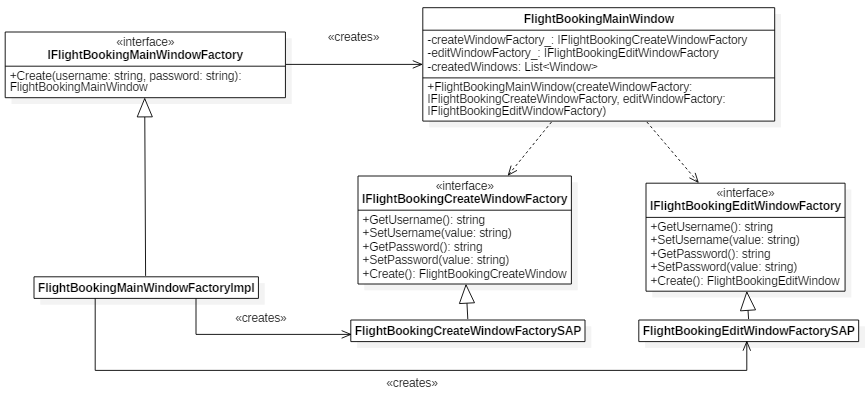 FlightBookingMainWindow
-createWindowFactory_: IFlightBookingCreateWindowFactory
-editWindowFactory_: IFlightBookingEditWindowFactory
-createdWindows: List<Window>
+FlightBookingMainWindow(createWindowFactory:
IFlightBookingCreateWindowFactory, editWindowFactory:
IFlightBookingEditWindowFactory)
«creates»
«interface»
IFlightBookingMainWindowFactory
+Create(username: string, password: string):
FlightBookingMainWindow
«interface»
IFlightBookingCreateWindowFactory
+GetUsername(): string
+SetUsername(value: string)
+GetPassword(): string
+SetPassword(value: string)
+Create(): FlightBookingCreateWindow
«interface»
IFlightBookingEditWindowFactory
+GetUsername(): string
+SetUsername(value: string)
+GetPassword(): string
+SetPassword(value: string)
+Create(): FlightBookingEditWindow
FlightBookingMainWindowFactoryImpl
«creates»
FlightBookingCreateWindowFactorySAP
FlightBookingEditWindowFactorySAP
«creates»